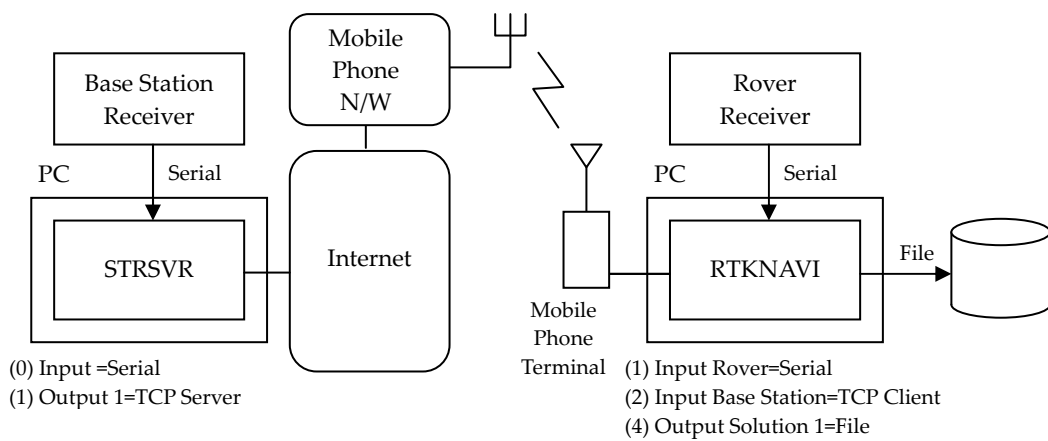 Base Station
Receiver
Mobile
Phone
N/W
Rover
Receiver
PC
Serial
PC
Serial
STRSVR
Internet
RTKNAVI
File
Mobile
Phone
Terminal
(0) Input =Serial
(1) Output 1=TCP Server
(1) Input Rover=Serial
(2) Input Base Station=TCP Client
(4) Output Solution 1=File